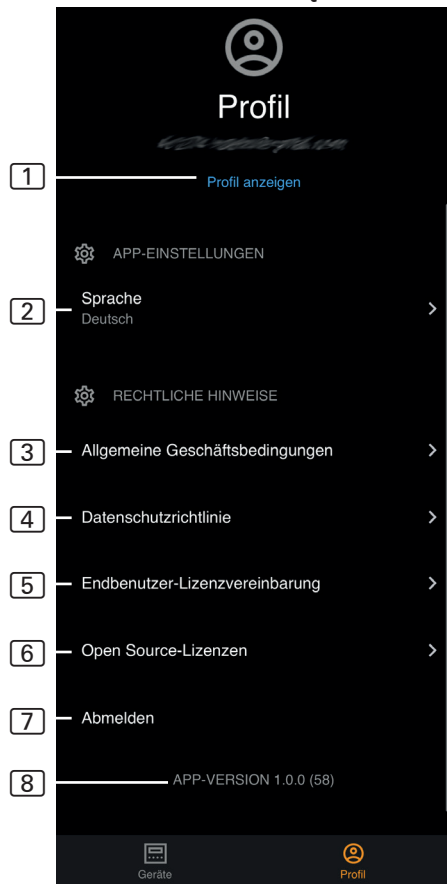 Profil
1 Profil anzeigen
APP-EINSTELLUNGEN
2 Sprache
Deutsch
RECHTLICHE HINWEISE
3 Allgemeine Geschäftsbedingungen
4 Datenschutzrichtlinie
5 Endbenutzer-Lizenzvereinbarung
6 Open Source-Lizenzen
7 Abmelden
8 APP-VERSION 1.0.0 (58)
Geräte Profil